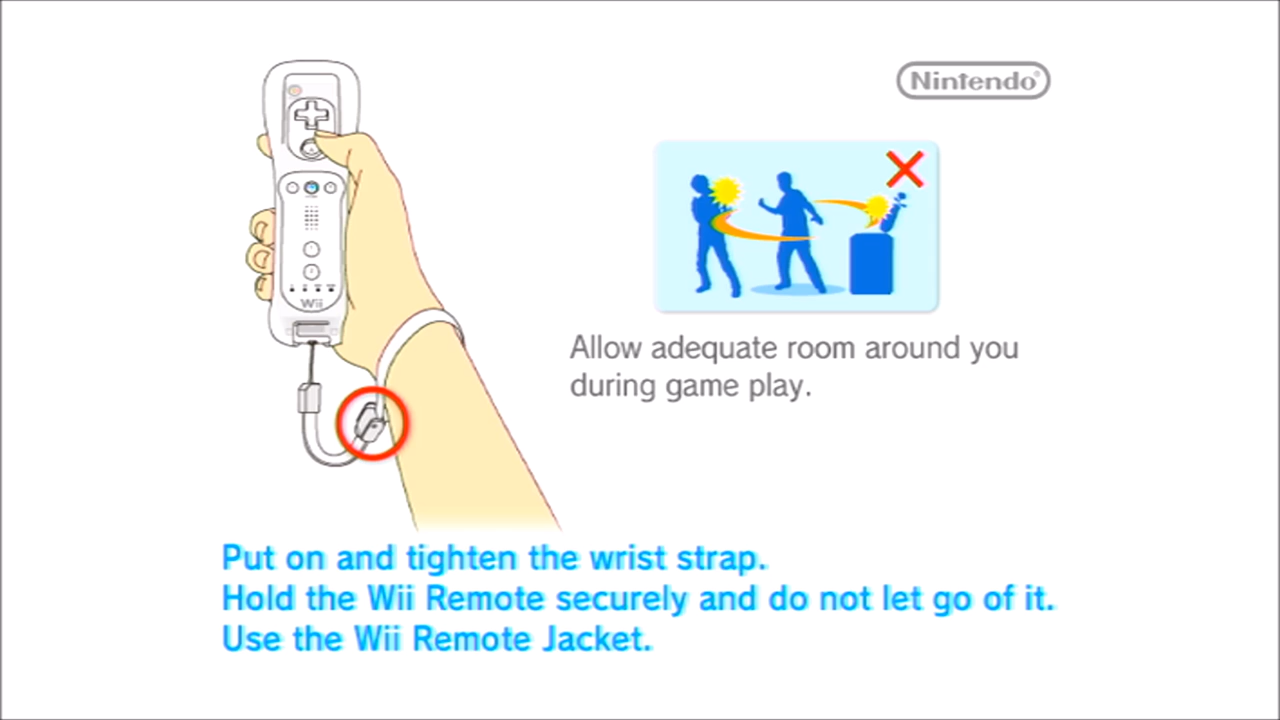 Nintendo®
Allow adequate room around you
during game play.
Wii
Put on and tighten the wrist strap.
Hold the Wii Remote securely and do not let go of it.
Use the Wii Remote Jacket.